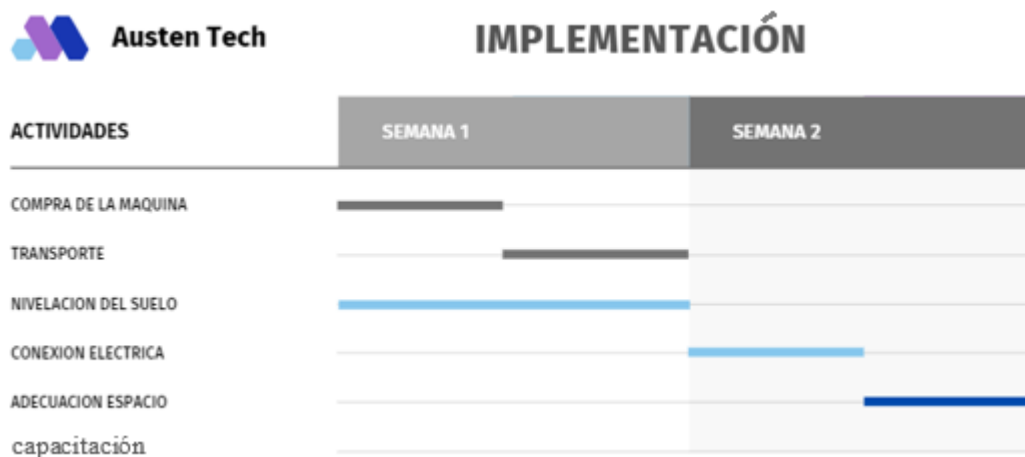 Austen Tech
IMPLEMENTACIÓN
ACTIVIDADES
SEMANA 1
SEMANA 2
COMPRA DE LA MAQUINA
TRANSPORTE
NIVELACION DEL SUELO
CONEXION ELECTRICA
ADECUACION ESPACIO
capacitación